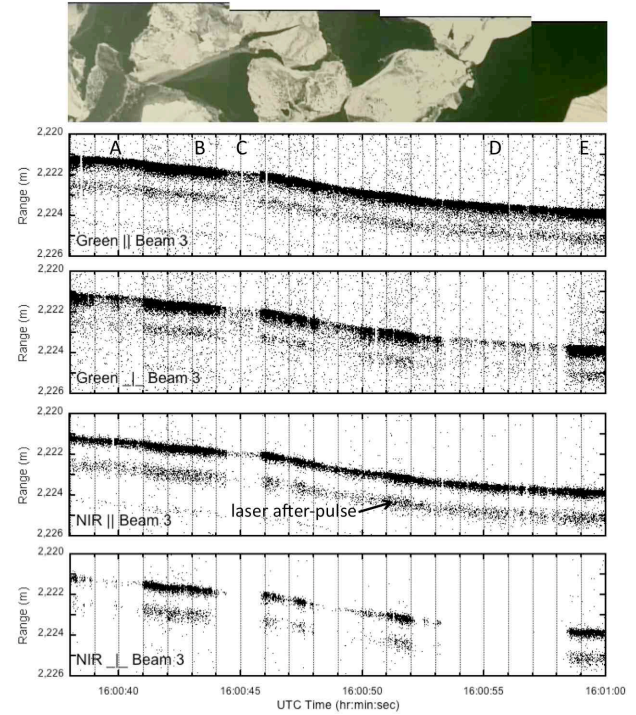 2,220
A B C D E
2,222
2,224
2,226
Range (m)
Green || Beam 3
2,220
2,222
2,224
2,226
Range (m)
Green _|_ Beam 3
2,220
2,222
2,224
2,226
Range (m)
laser after-pulse
NIR || Beam 3
2,220
2,222
2,224
2,226
Range (m)
NIR _|_ Beam 3
16:00:40 16:00:45 16:00:50 16:00:55 16:01:00
UTC Time (hr:min:sec)